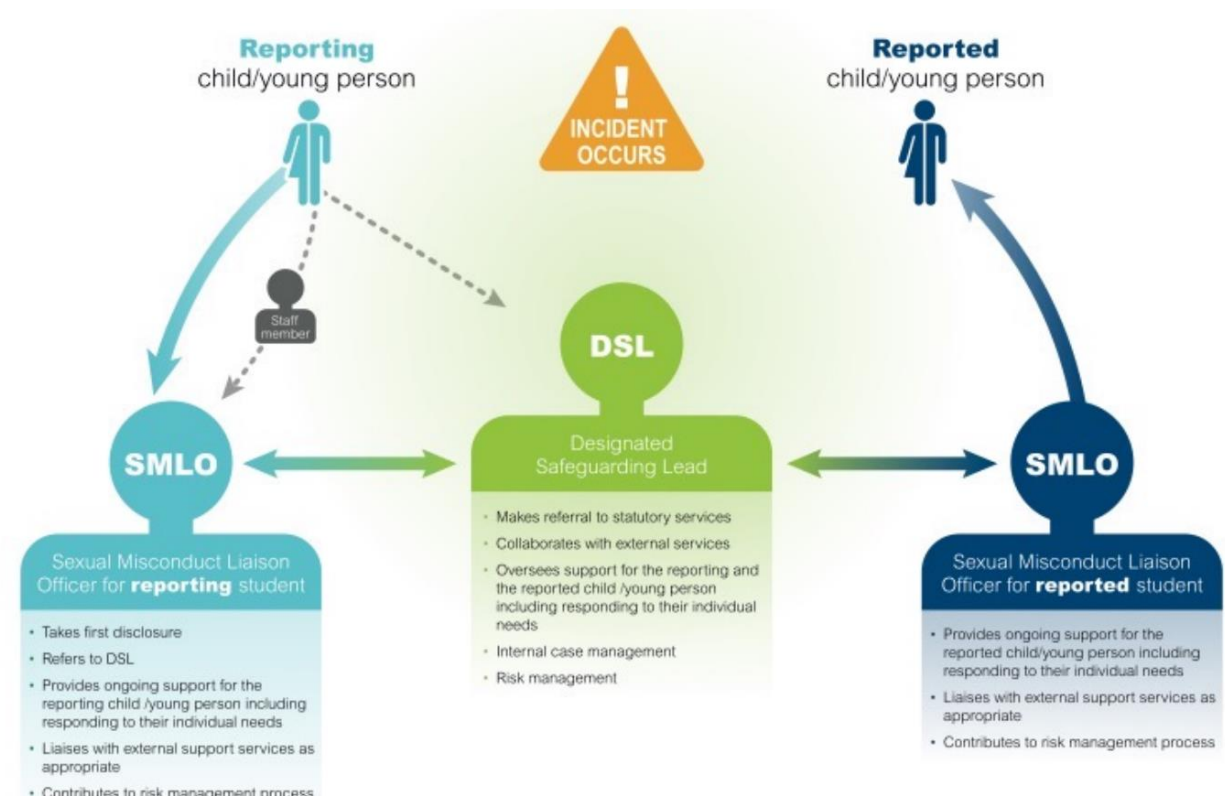 Reporting
child/young person
!
INCIDENT
OCCURS
Reported
child/young person
Staff
member
DSL
Designated
Safeguarding Lead
• Makes referral to statutory services
• Collaborates with external services
• Oversees support for the reporting and
the reported child /young person
including responding to their individual
needs
• Internal case management
• Risk management
SMLO
Sexual Misconduct Liaison
Officer for reporting student
• Takes first disclosure
• Refers to DSL
• Provides ongoing support for the
reporting child /young person including
responding to their individual needs
• Liaises with external support services as
appropriate
• Contributes to risk management process
SMLO
Sexual Misconduct Liaison
Officer for reported student
• Provides ongoing support for the
reported child/young person including
responding to their individual needs
• Liaises with external support services as
appropriate
• Contributes to risk management process